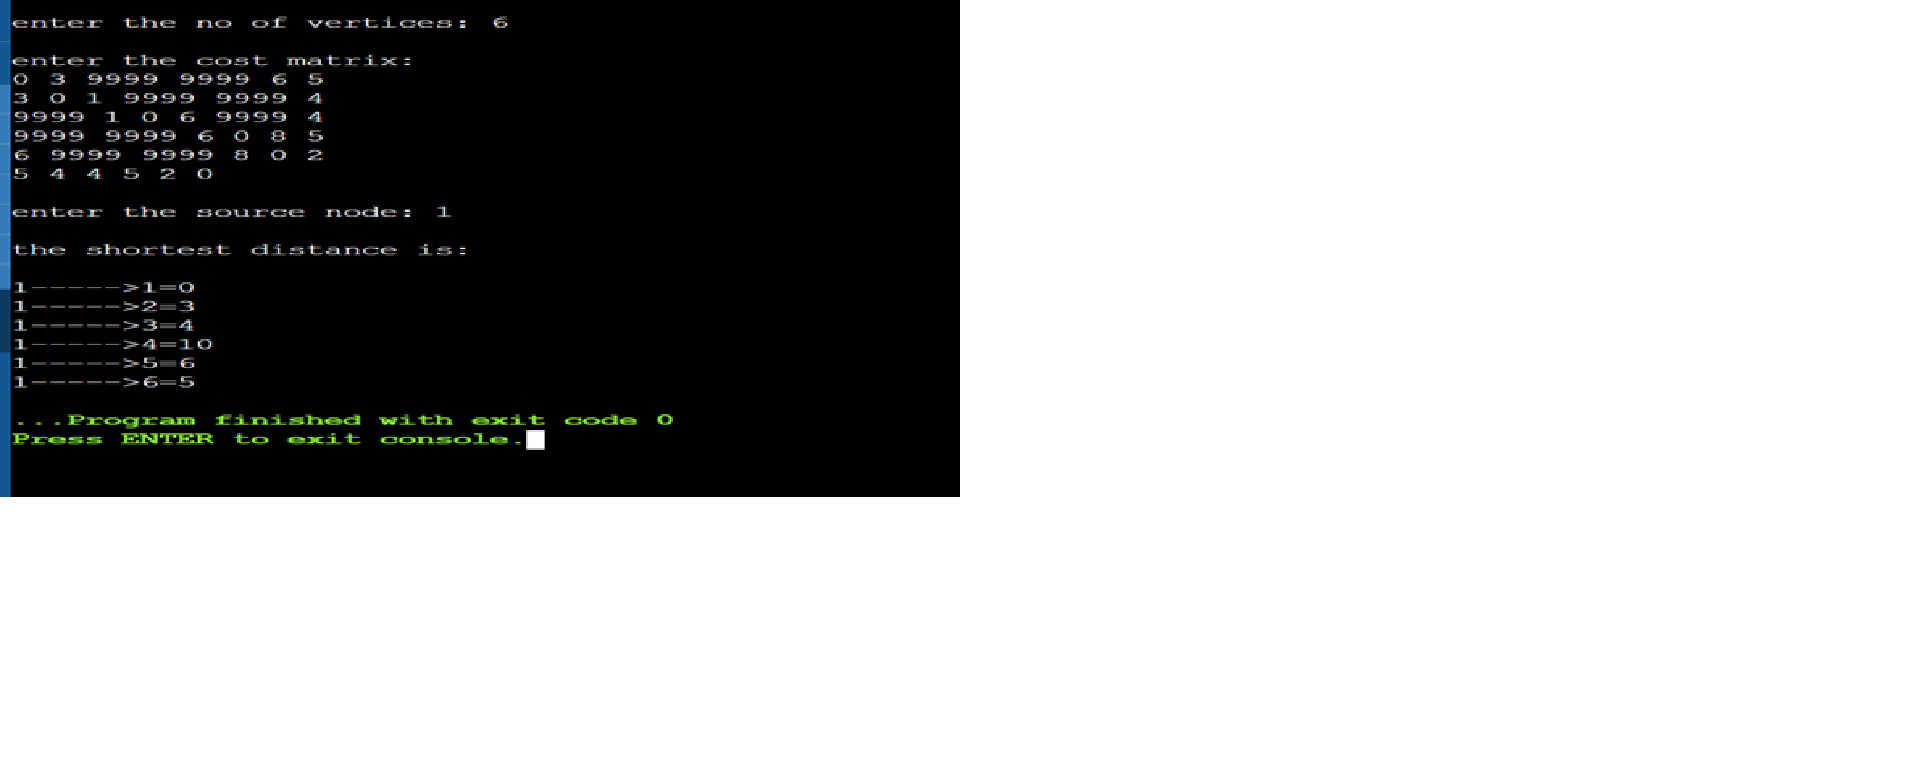 enter the no of vertices: 6
enter the cost matrix:
0 3 9999 9999 6 5
3 0 1 9999 9999 4
9999 1 0 6 9999 4
9999 9999 6 0 8 5
6 9999 9999 8 0 2
5 4 4 5 2 0
enter the source node: 1
the shortest distance is:
1----->1=0
1----->2=3
1----->3=4
1----->4=10
1----->5=6
1----->6=5
...Program finished with exit code 0
Press ENTER to exit console.